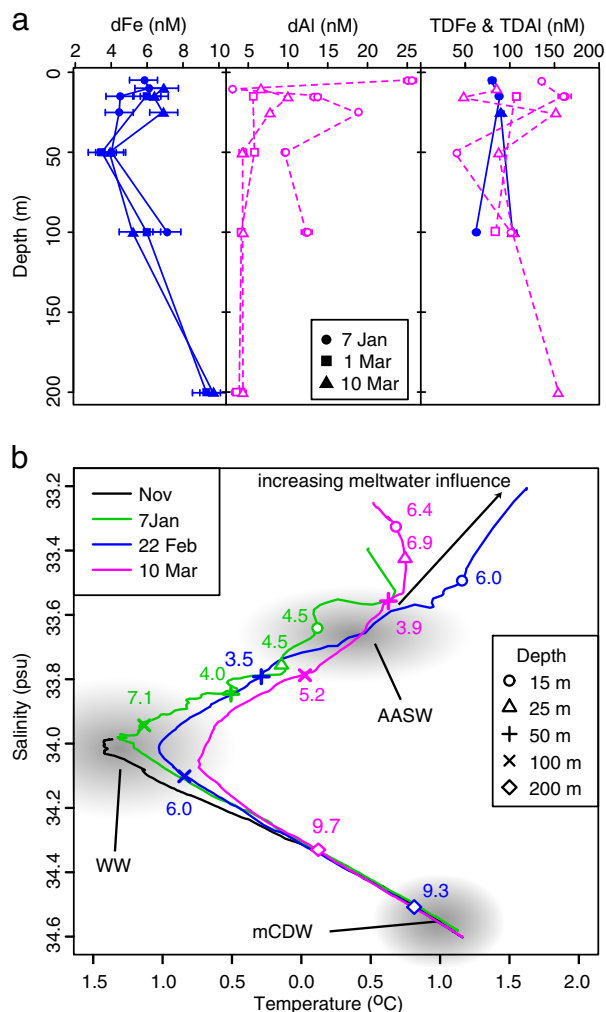 a
dFe (nM)
dAl (nM)
TDFe & TDAl (nM)
2 4 6 8 10
5 10 15 20 25
50 100 150 200
0
50
100
150
200
Depth (m)
7 Jan
1 Mar
10 Mar
b
Nov
7Jan
22 Feb
10 Mar
increasing meltwater influence
33.2
33.4
33.6
33.8
34.0
34.2
34.4
34.6
Salinity (psu)
6.4
6.9
6.0
4.5
3.9
4.5
3.5
4.0
5.2
7.1
6.0
9.7
9.3
AASW
WW
mCDW
Depth
15 m
25 m
50 m
100 m
200 m
1.5 1.0 0.5 0.0 0.5 1.0 1.5 2.0
Temperature (ºC)